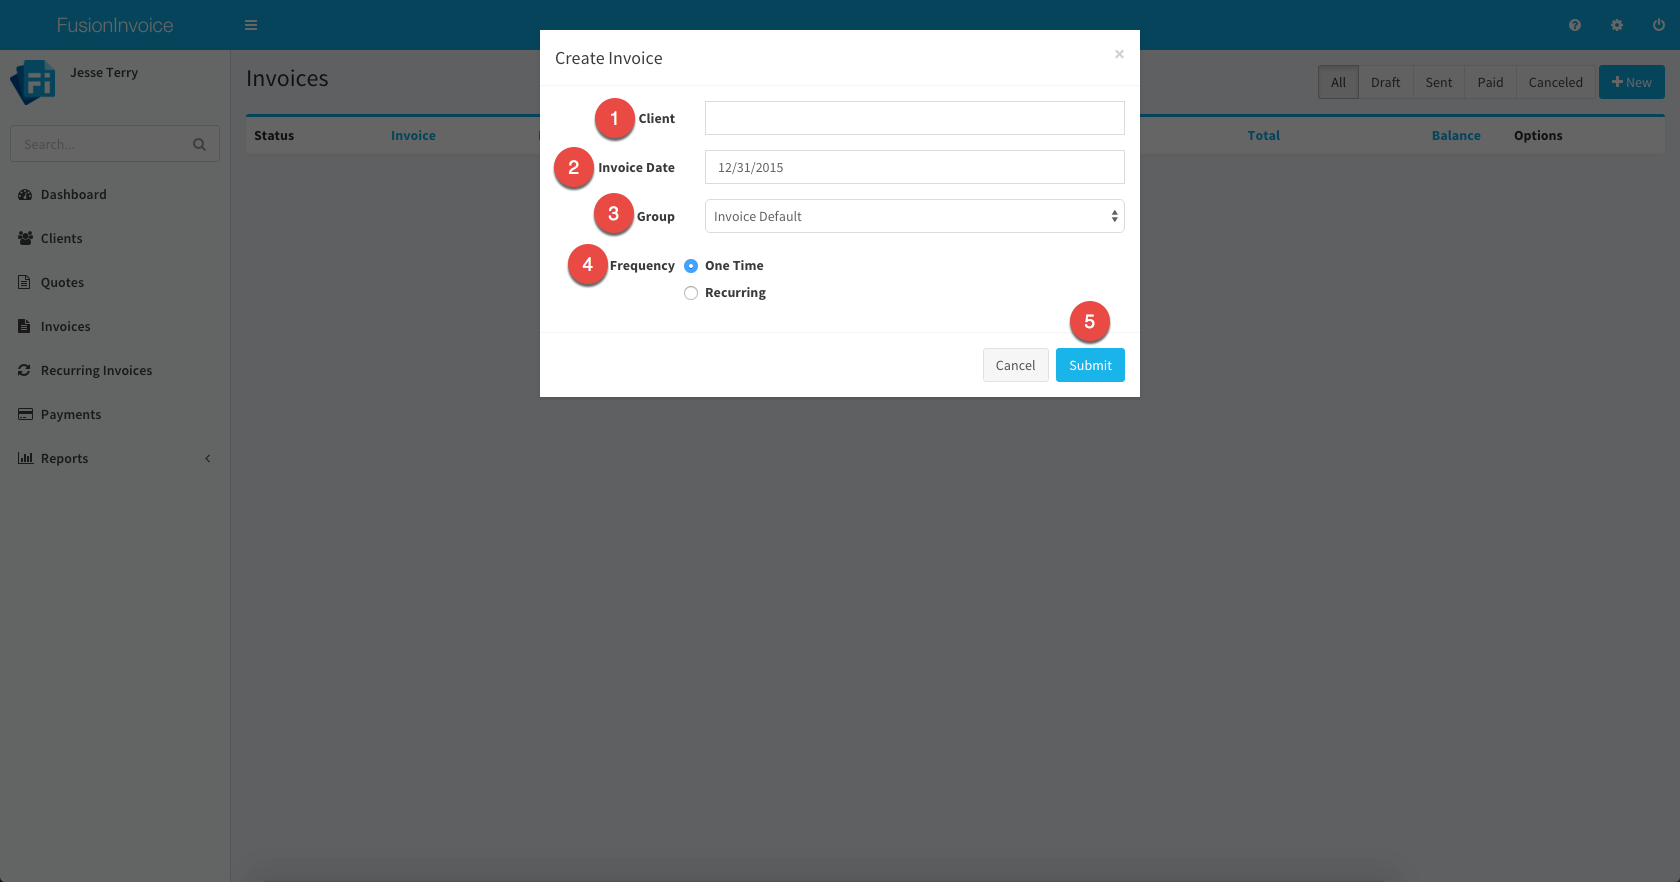 FusionInvoice
Jesse Terry
Search...
Dashboard
Clients
Quotes
Invoices
Recurring Invoices
Payments
Reports
Invoices
All Draft Sent Paid Canceled New
Status Invoice Total Balance Options
Create Invoice ×
1 Client
2 Invoice Date 12/31/2015
3 Group Invoice Default
4 Frequency One Time
Recurring
5
Cancel Submit